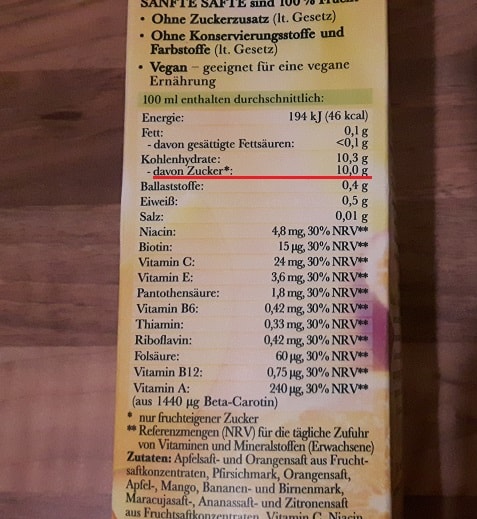 SANFTE SÄFTE sind 100 % Frucht
• Ohne Zuckerzusatz (lt. Gesetz)
• Ohne Konservierungsstoffe und
Farbstoffe (lt. Gesetz)
• Vegan – geeignet für eine vegane
Ernährung
100 ml enthalten durchschnittlich:
Energie: 194 kJ (46 kcal)
Fett: 0,1 g
- davon gesättigte Fettsäuren: <0,1 g
Kohlenhydrate: 10,3 g
- davon Zucker*: 10,0 g
Ballaststoffe: 0,4 g
Eiweiß: 0,5 g
Salz: 0,01 g
Niacin: 4,8 mg, 30% NRV**
Biotin: 15 µg, 30% NRV**
Vitamin C: 24 mg, 30% NRV**
Vitamin E: 3,6 mg, 30% NRV**
Pantothensäure: 1,8 mg, 30% NRV**
Vitamin B6: 0,42 mg, 30% NRV**
Thiamin: 0,33 mg, 30% NRV**
Riboflavin: 0,42 mg, 30% NRV**
Folsäure: 60 µg, 30% NRV**
Vitamin B12: 0,75 µg, 30% NRV**
Vitamin A: 240 µg, 30% NRV**
(aus 1440 µg Beta-Carotin)
* nur fruchteigener Zucker
** Referenzmengen (NRV) für die tägliche Zufuhr
von Vitaminen und Mineralstoffen (Erwachsene)
Zutaten: Apfelsaft- und Orangensaft aus Frucht-
saftkonzentraten, Pfirsichmark, Orangensaft,
Apfel-, Mango, Bananen- und Birnenmark,
Maracujasaft-, Ananassaft- und Zitronensaft
aus Fruchtsaftkonzentraten, Vitamin C, Niacin,